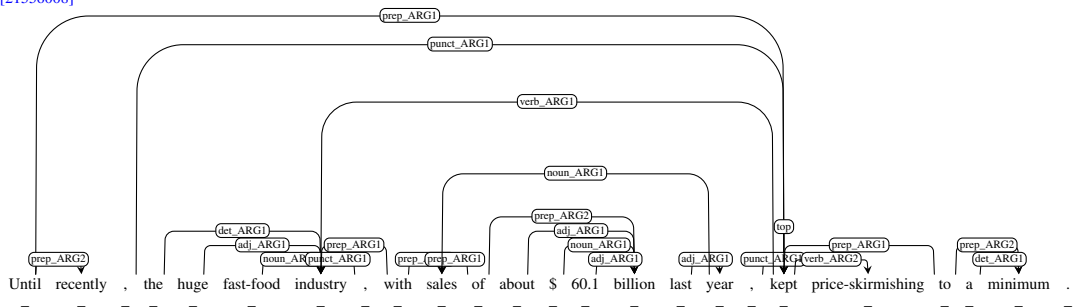 [21530006]
prep_ARG1
punct_ARG1
verb_ARG1
noun_ARG1
prep_ARG2
det_ARG1 adj_ARG1 top
adj_ARG1 prep_ARG1 noun_ARG1 prep_ARG1 prep_ARG2
prep_ARG2 punct_ARG1 prep_ARG1 adj_ARG1 adj_ARG1 verb_ARG2 det_ARG1
Until recently , the huge fast-food industry , with sales of about $ 60.1 billion last year , kept price-skirmishing to a minimum .